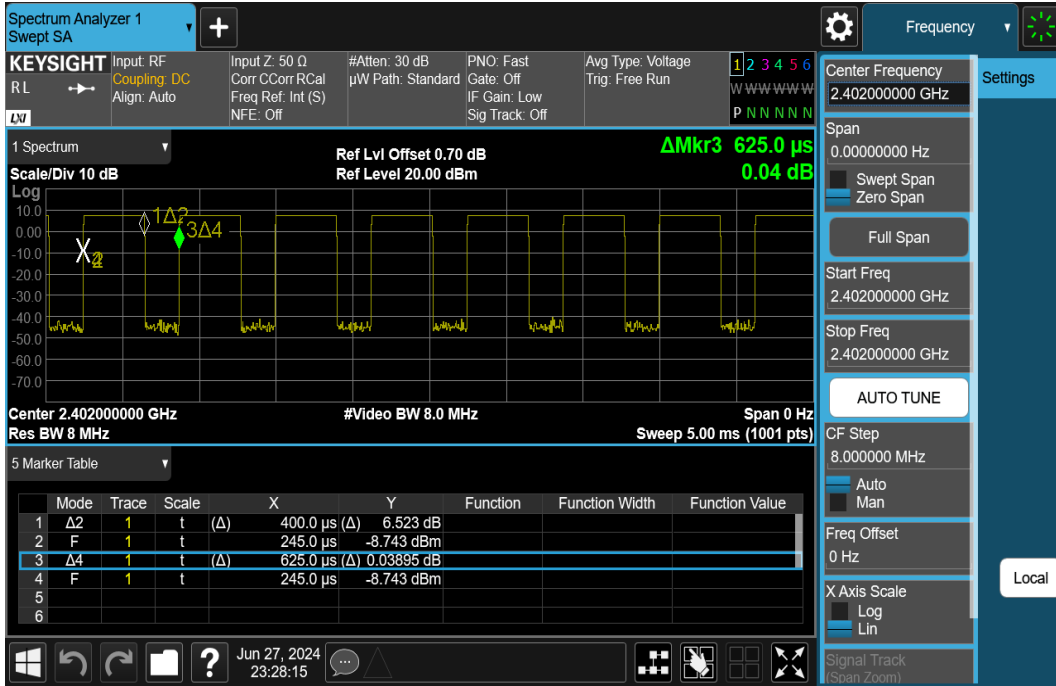 Spectrum Analyzer 1
Swept SA
+
Frequency
KEYSIGHT
RL
LXI
Input: RF
Coupling: DC
Align: Auto
Input Z: 50 Ω
Corr CCorr RCal
Freq Ref: Int (S)
NFE: Off
#Atten: 30 dB
µW Path: Standard
PNO: Fast
Gate: Off
IF Gain: Low
Sig Track: Off
Avg Type: Voltage
Trig: Free Run
1 2 3 4 5 6
W W W W W W
P N N N N N
1 Spectrum
Scale/Div 10 dB
Ref Lvl Offset 0.70 dB
Ref Level 20.00 dBm
ΔMkr3 625.0 µs
0.04 dB
Log
10.0
0.00
-10.0
-20.0
-30.0
-40.0
-50.0
-60.0
-70.0
1Δ2
3Δ4
X
Center 2.402000000 GHz
#Video BW 8.0 MHz
Span 0 Hz
Res BW 8 MHz
Sweep 5.00 ms (1001 pts)
5 Marker Table
Mode Trace Scale X Y Function Function Width Function Value
1 Δ2 1 t (Δ) 400.0 µs (Δ) 6.523 dB
2 F 1 t 245.0 µs -8.743 dBm
3 Δ4 1 t (Δ) 625.0 µs (Δ) 0.03895 dB
4 F 1 t 245.0 µs -8.743 dBm
5
6
?
Jun 27, 2024
23:28:15
Center Frequency
2.402000000 GHz
Settings
Span
0.00000000 Hz
Swept Span
Zero Span
Full Span
Start Freq
2.402000000 GHz
Stop Freq
2.402000000 GHz
AUTO TUNE
CF Step
8.000000 MHz
Auto
Man
Freq Offset
0 Hz
X Axis Scale
Log
Lin
Local
Signal Track
(Span Zoom)